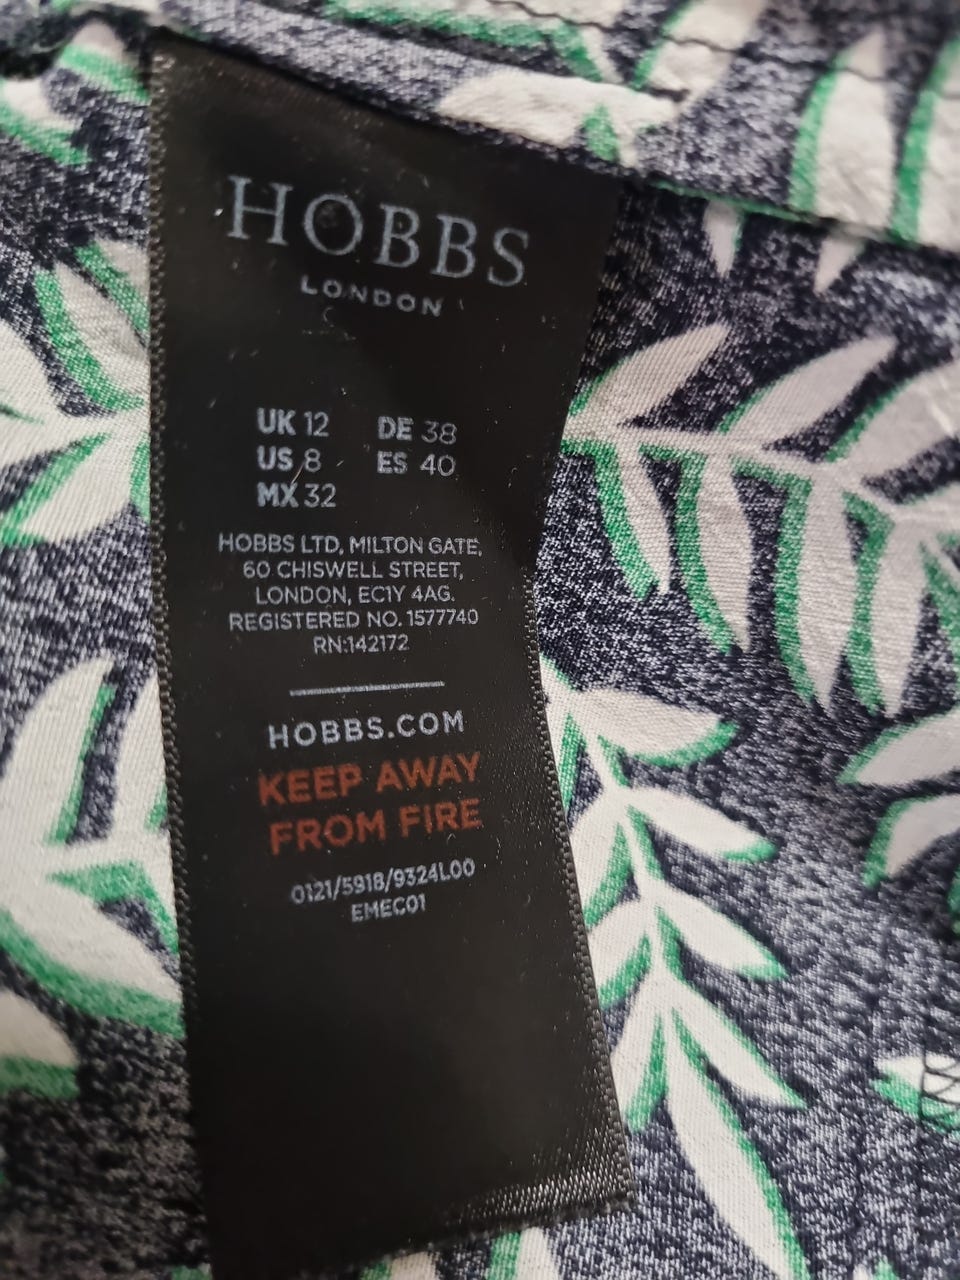 HOBBS
LONDON
UK 12 DE 38
US 8 ES 40
MX 32
HOBBS LTD, MILTON GATE,
60 CHISWELL STREET,
LONDON, EC1Y 4AG.
REGISTERED NO. 1577740
RN:142172
HOBBS.COM
KEEP AWAY
FROM FIRE
0121/5918/9324L00
EMEC01